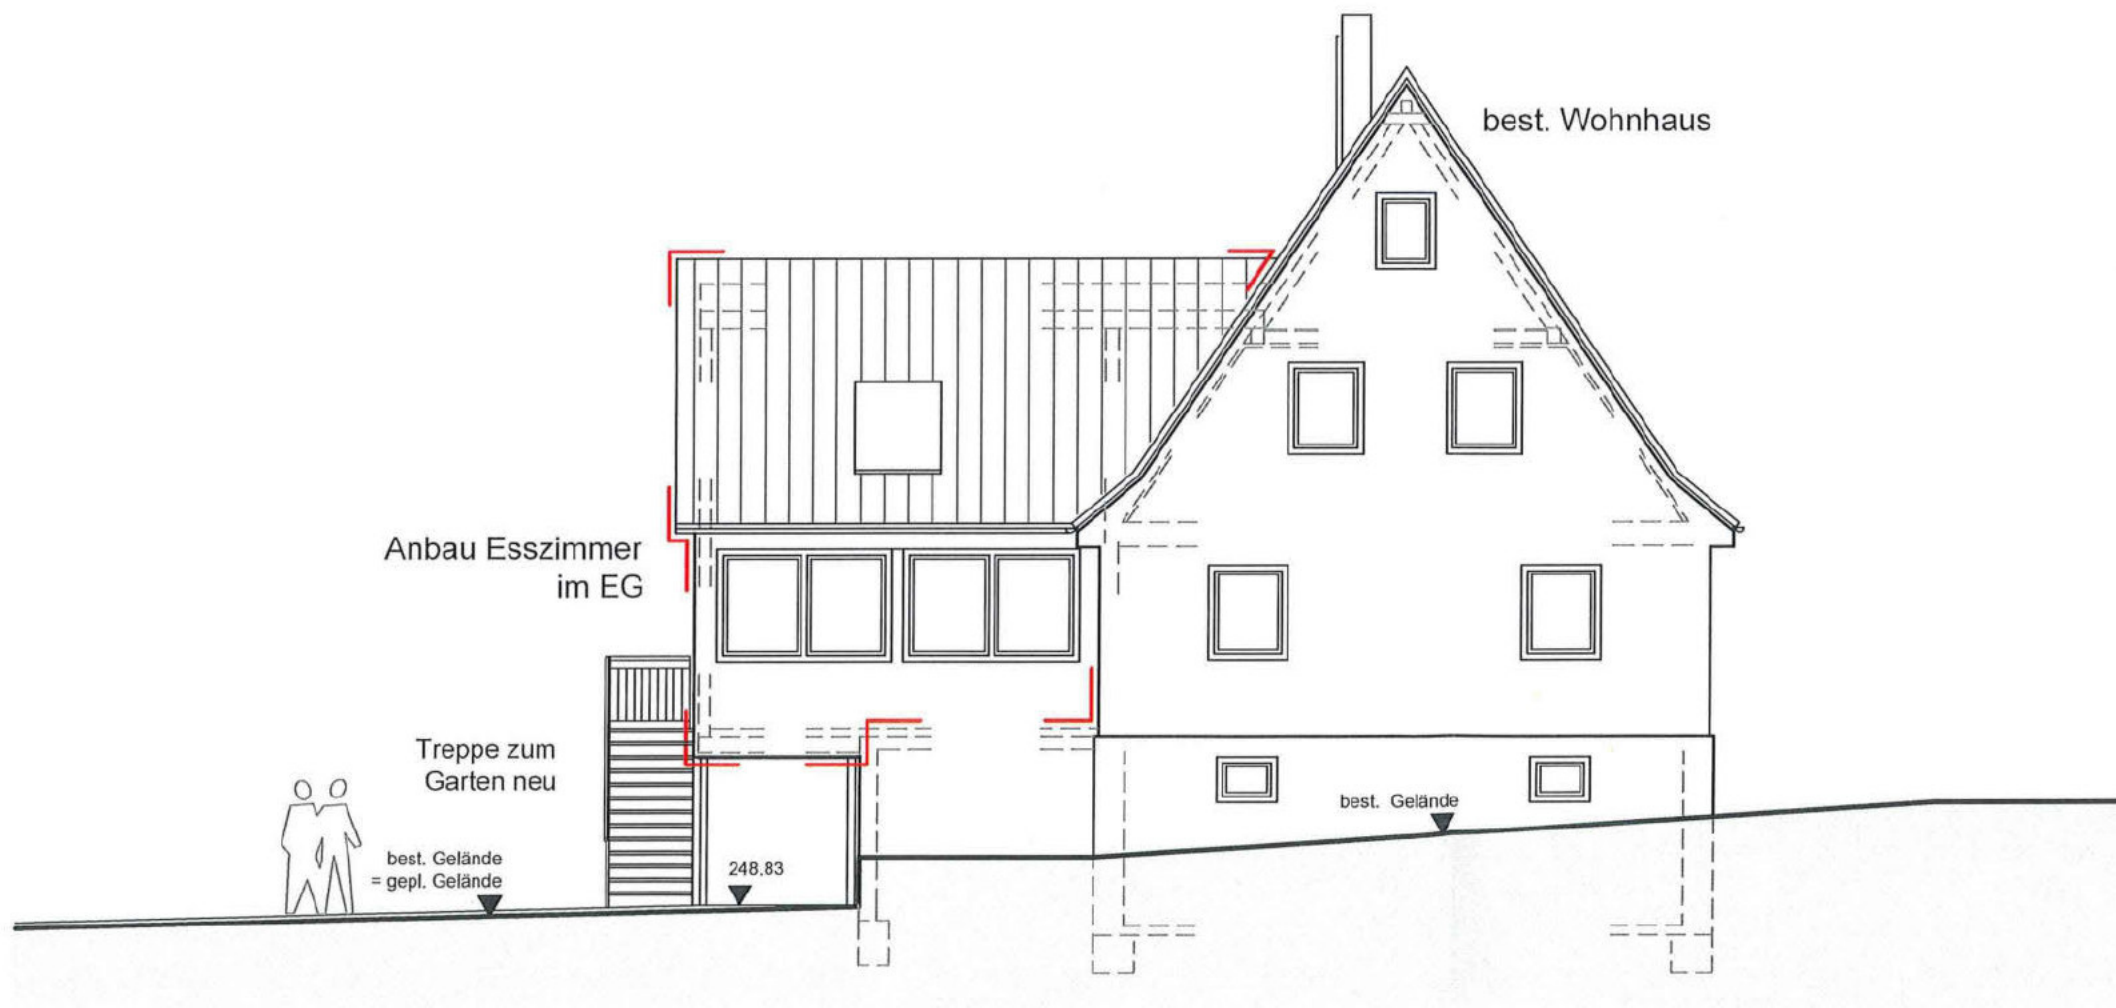 best. Wohnhaus
Anbau Esszimmer
im EG
Treppe zum
Garten neu
best. Gelände
best. Gelände
= gepl. Gelände
248.83